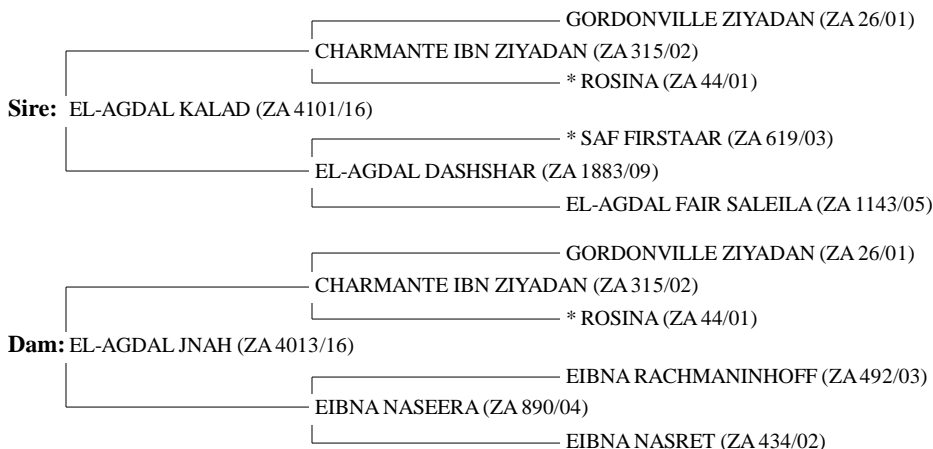 GORDONVILLE ZIYADAN (ZA 26/01)
CHARMANTE IBN ZIYADAN (ZA 315/02)
* ROSINA (ZA 44/01)
Sire: EL-AGDAL KALAD (ZA 4101/16)
* SAF FIRSTAAR (ZA 619/03)
EL-AGDAL DASHSHAR (ZA 1883/09)
EL-AGDAL FAIR SALEILA (ZA 1143/05)
GORDONVILLE ZIYADAN (ZA 26/01)
CHARMANTE IBN ZIYADAN (ZA 315/02)
* ROSINA (ZA 44/01)
Dam: EL-AGDAL JNAH (ZA 4013/16)
EIBNA RACHMANINHOFF (ZA 492/03)
EIBNA NASEERA (ZA 890/04)
EIBNA NASRET (ZA 434/02)